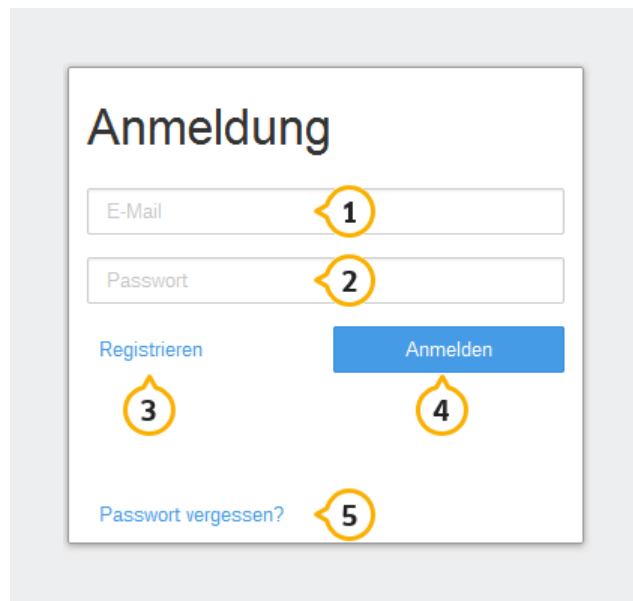 Anmeldung
E-Mail 1
Passwort 2
Registrieren Anmelden
3 4
Passwort vergessen? 5